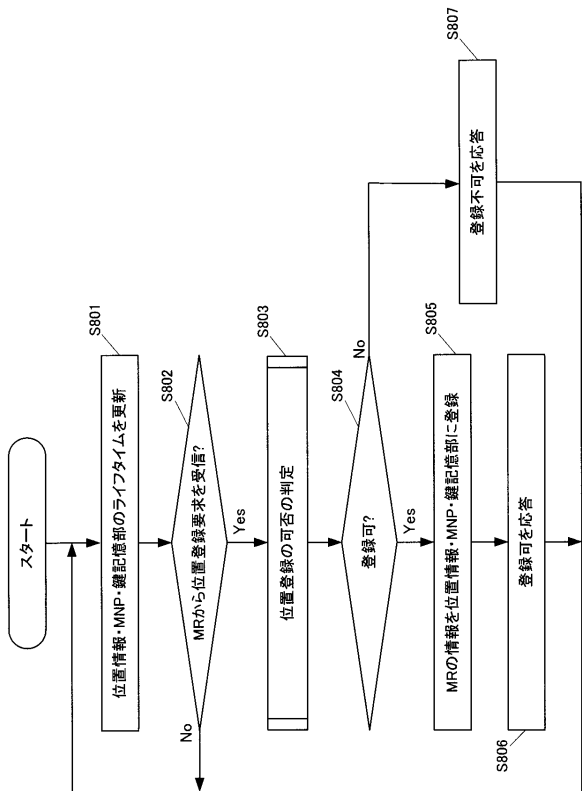 スタート
S801
位置情報・MNP・鍵記憶部のライフタイムを更新
S802
MRから位置登録要求を受信?
No
Yes
S803
位置登録の可否の判定
S804
登録可?
No
Yes
S805
MRの情報を位置情報・MNP・鍵記憶部に登録
S807
登録不可を応答
S806
登録可を応答